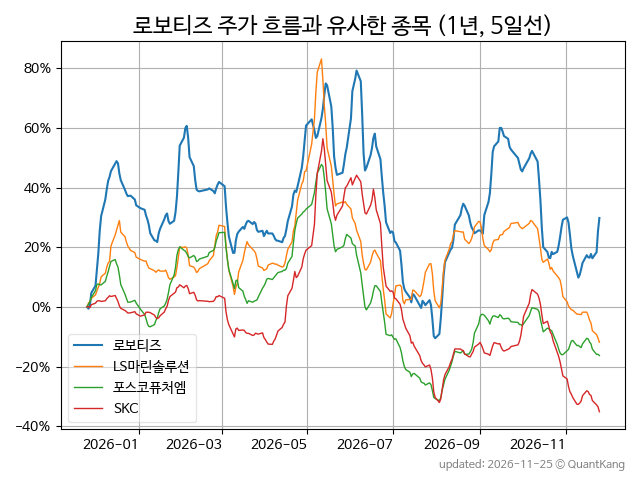 로보티즈 주가 흐름과 유사한 종목 (1년, 5일선)
80%
60%
40%
20%
0%
−20%
−40%
로보티즈
LS마린솔루션
포스코퓨처엠
SKC
2026-01 2026-03 2026-05 2026-07 2026-09 2026-11
updated: 2026-11-25 © QuantKang